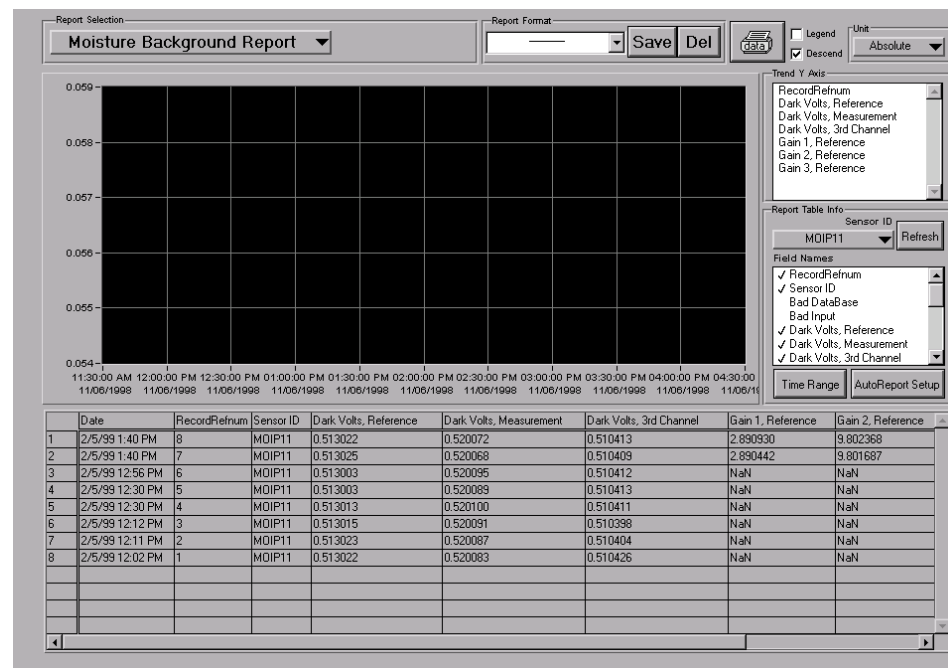 Report Selection
Moisture Background Report
Report Format
Save Del
data
Legend
Descend
Unit
Absolute
Trend Y Axis
RecordRefnum
Dark Volts, Reference
Dark Volts, Measurement
Dark Volts, 3rd Channel
Gain 1, Reference
Gain 2, Reference
Gain 3, Reference
0.059
0.058
0.057
0.056
0.055
0.054
11:30:00 AM 12:00:00 PM 12:30:00 PM 01:00:00 PM 01:30:00 PM 02:00:00 PM 02:30:00 PM 03:00:00 PM 03:30:00 PM 04:00:00 PM 04:30:00
11/06/1998 11/06/1998 11/06/1998 11/06/1998 11/06/1998 11/06/1998 11/06/1998 11/06/1998 11/06/1998 11/06/1998 11/06/1
Report Table Info
Sensor ID
MOIP11
Refresh
Field Names
✓ RecordRefnum
✓ Sensor ID
Bad DataBase
Bad Input
✓ Dark Volts, Reference
✓ Dark Volts, Measurement
✓ Dark Volts, 3rd Channel
Time Range AutoReport Setup
Date RecordRefnum Sensor ID Dark Volts, Reference Dark Volts, Measurement Dark Volts, 3rd Channel Gain 1, Reference Gain 2, Reference
1 2/5/99 1:40 PM 8 MOIP11 0.513022 0.520072 0.510413 2.890930 9.802368
2 2/5/99 1:40 PM 7 MOIP11 0.513025 0.520068 0.510409 2.890442 9.801687
3 2/5/99 12:56 PM 6 MOIP11 0.513003 0.520095 0.510412 NaN NaN
4 2/5/99 12:30 PM 5 MOIP11 0.513003 0.520089 0.510413 NaN NaN
5 2/5/99 12:30 PM 4 MOIP11 0.513013 0.520100 0.510411 NaN NaN
6 2/5/99 12:12 PM 3 MOIP11 0.513015 0.520091 0.510398 NaN NaN
7 2/5/99 12:11 PM 2 MOIP11 0.513023 0.520087 0.510404 NaN NaN
8 2/5/99 12:02 PM 1 MOIP11 0.513022 0.520083 0.510426 NaN NaN